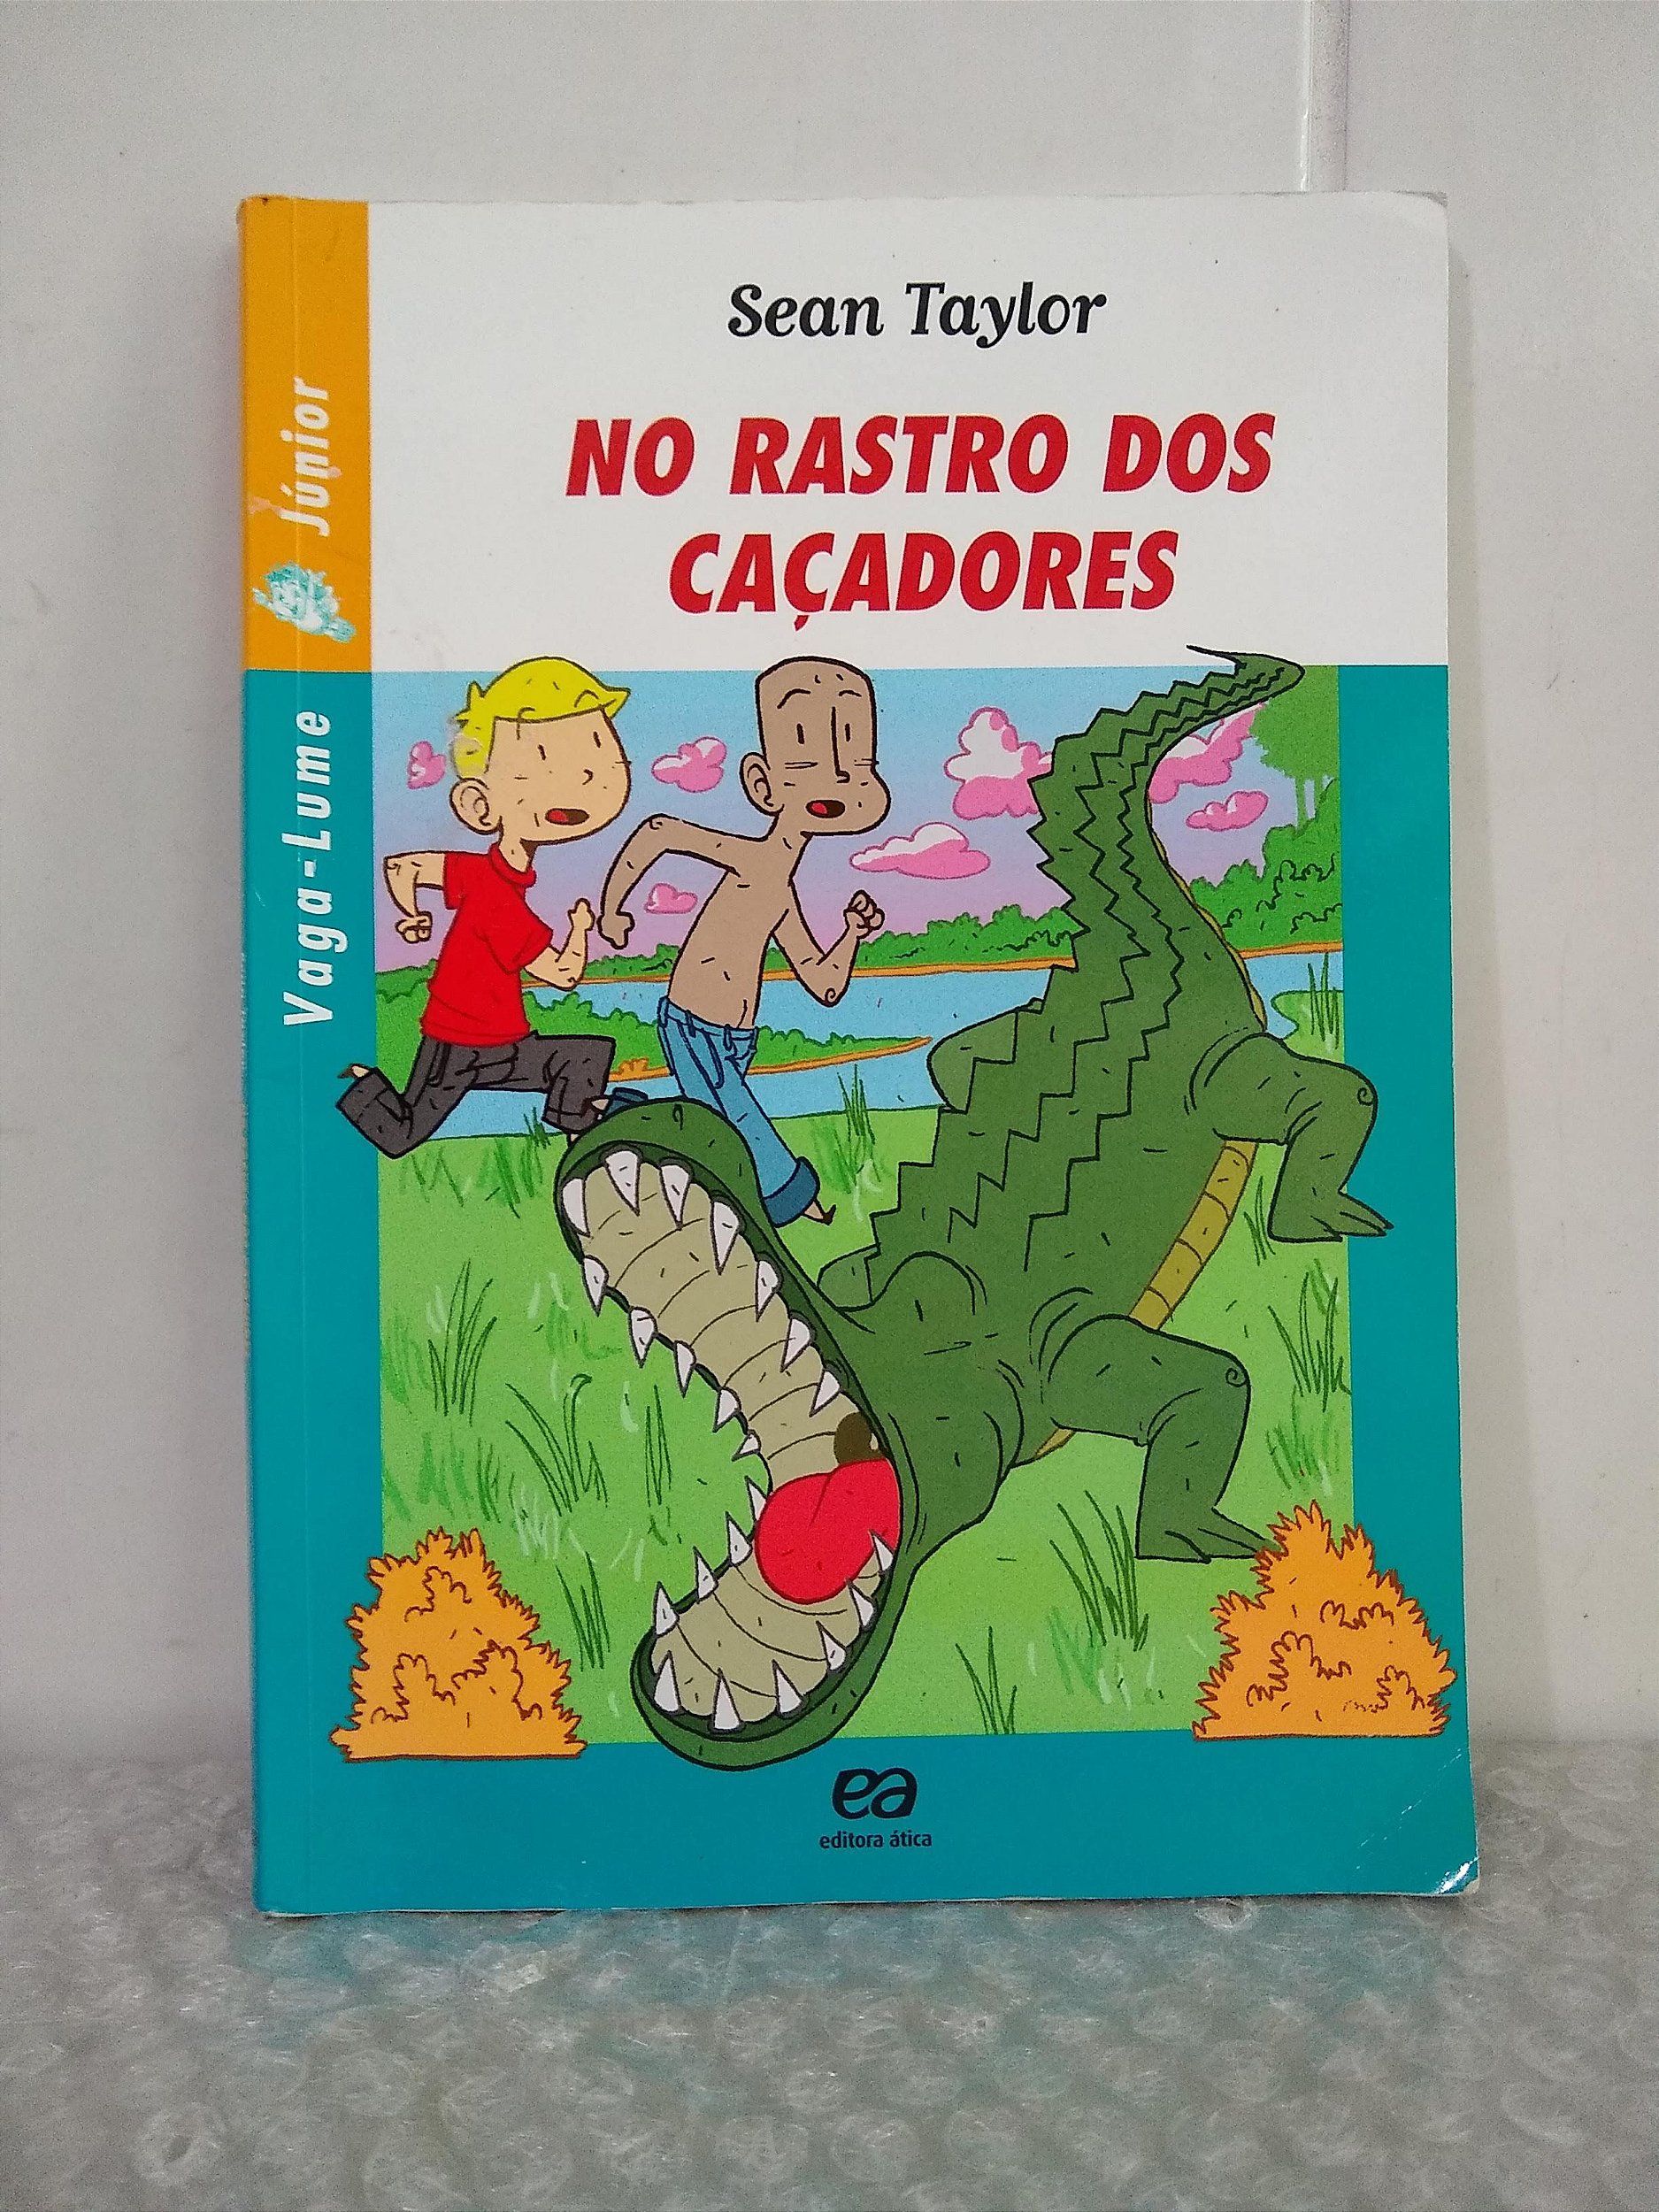 Sean Taylor
NO RASTRO DOS
CAÇADORES
Vaga-Lume Júnior
ea
editora ática